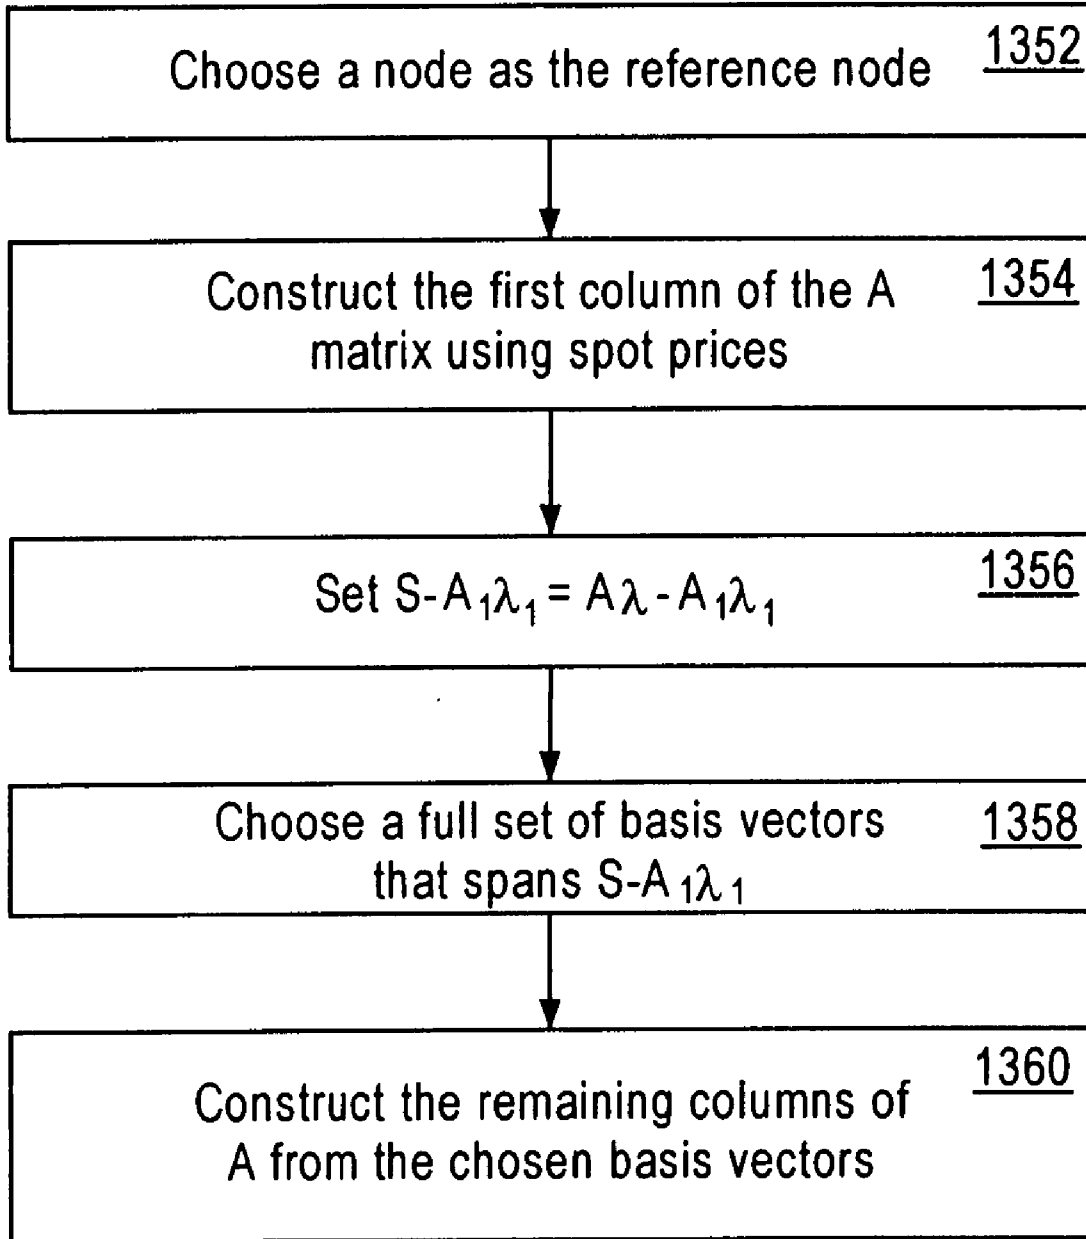 1352
Choose a node as the reference node
1354
Construct the first column of the A
matrix using spot prices
1356
Set S-A₁λ₁ = Aλ - A₁λ₁
1358
Choose a full set of basis vectors
that spans S-A₁λ₁
1360
Construct the remaining columns of
A from the chosen basis vectors